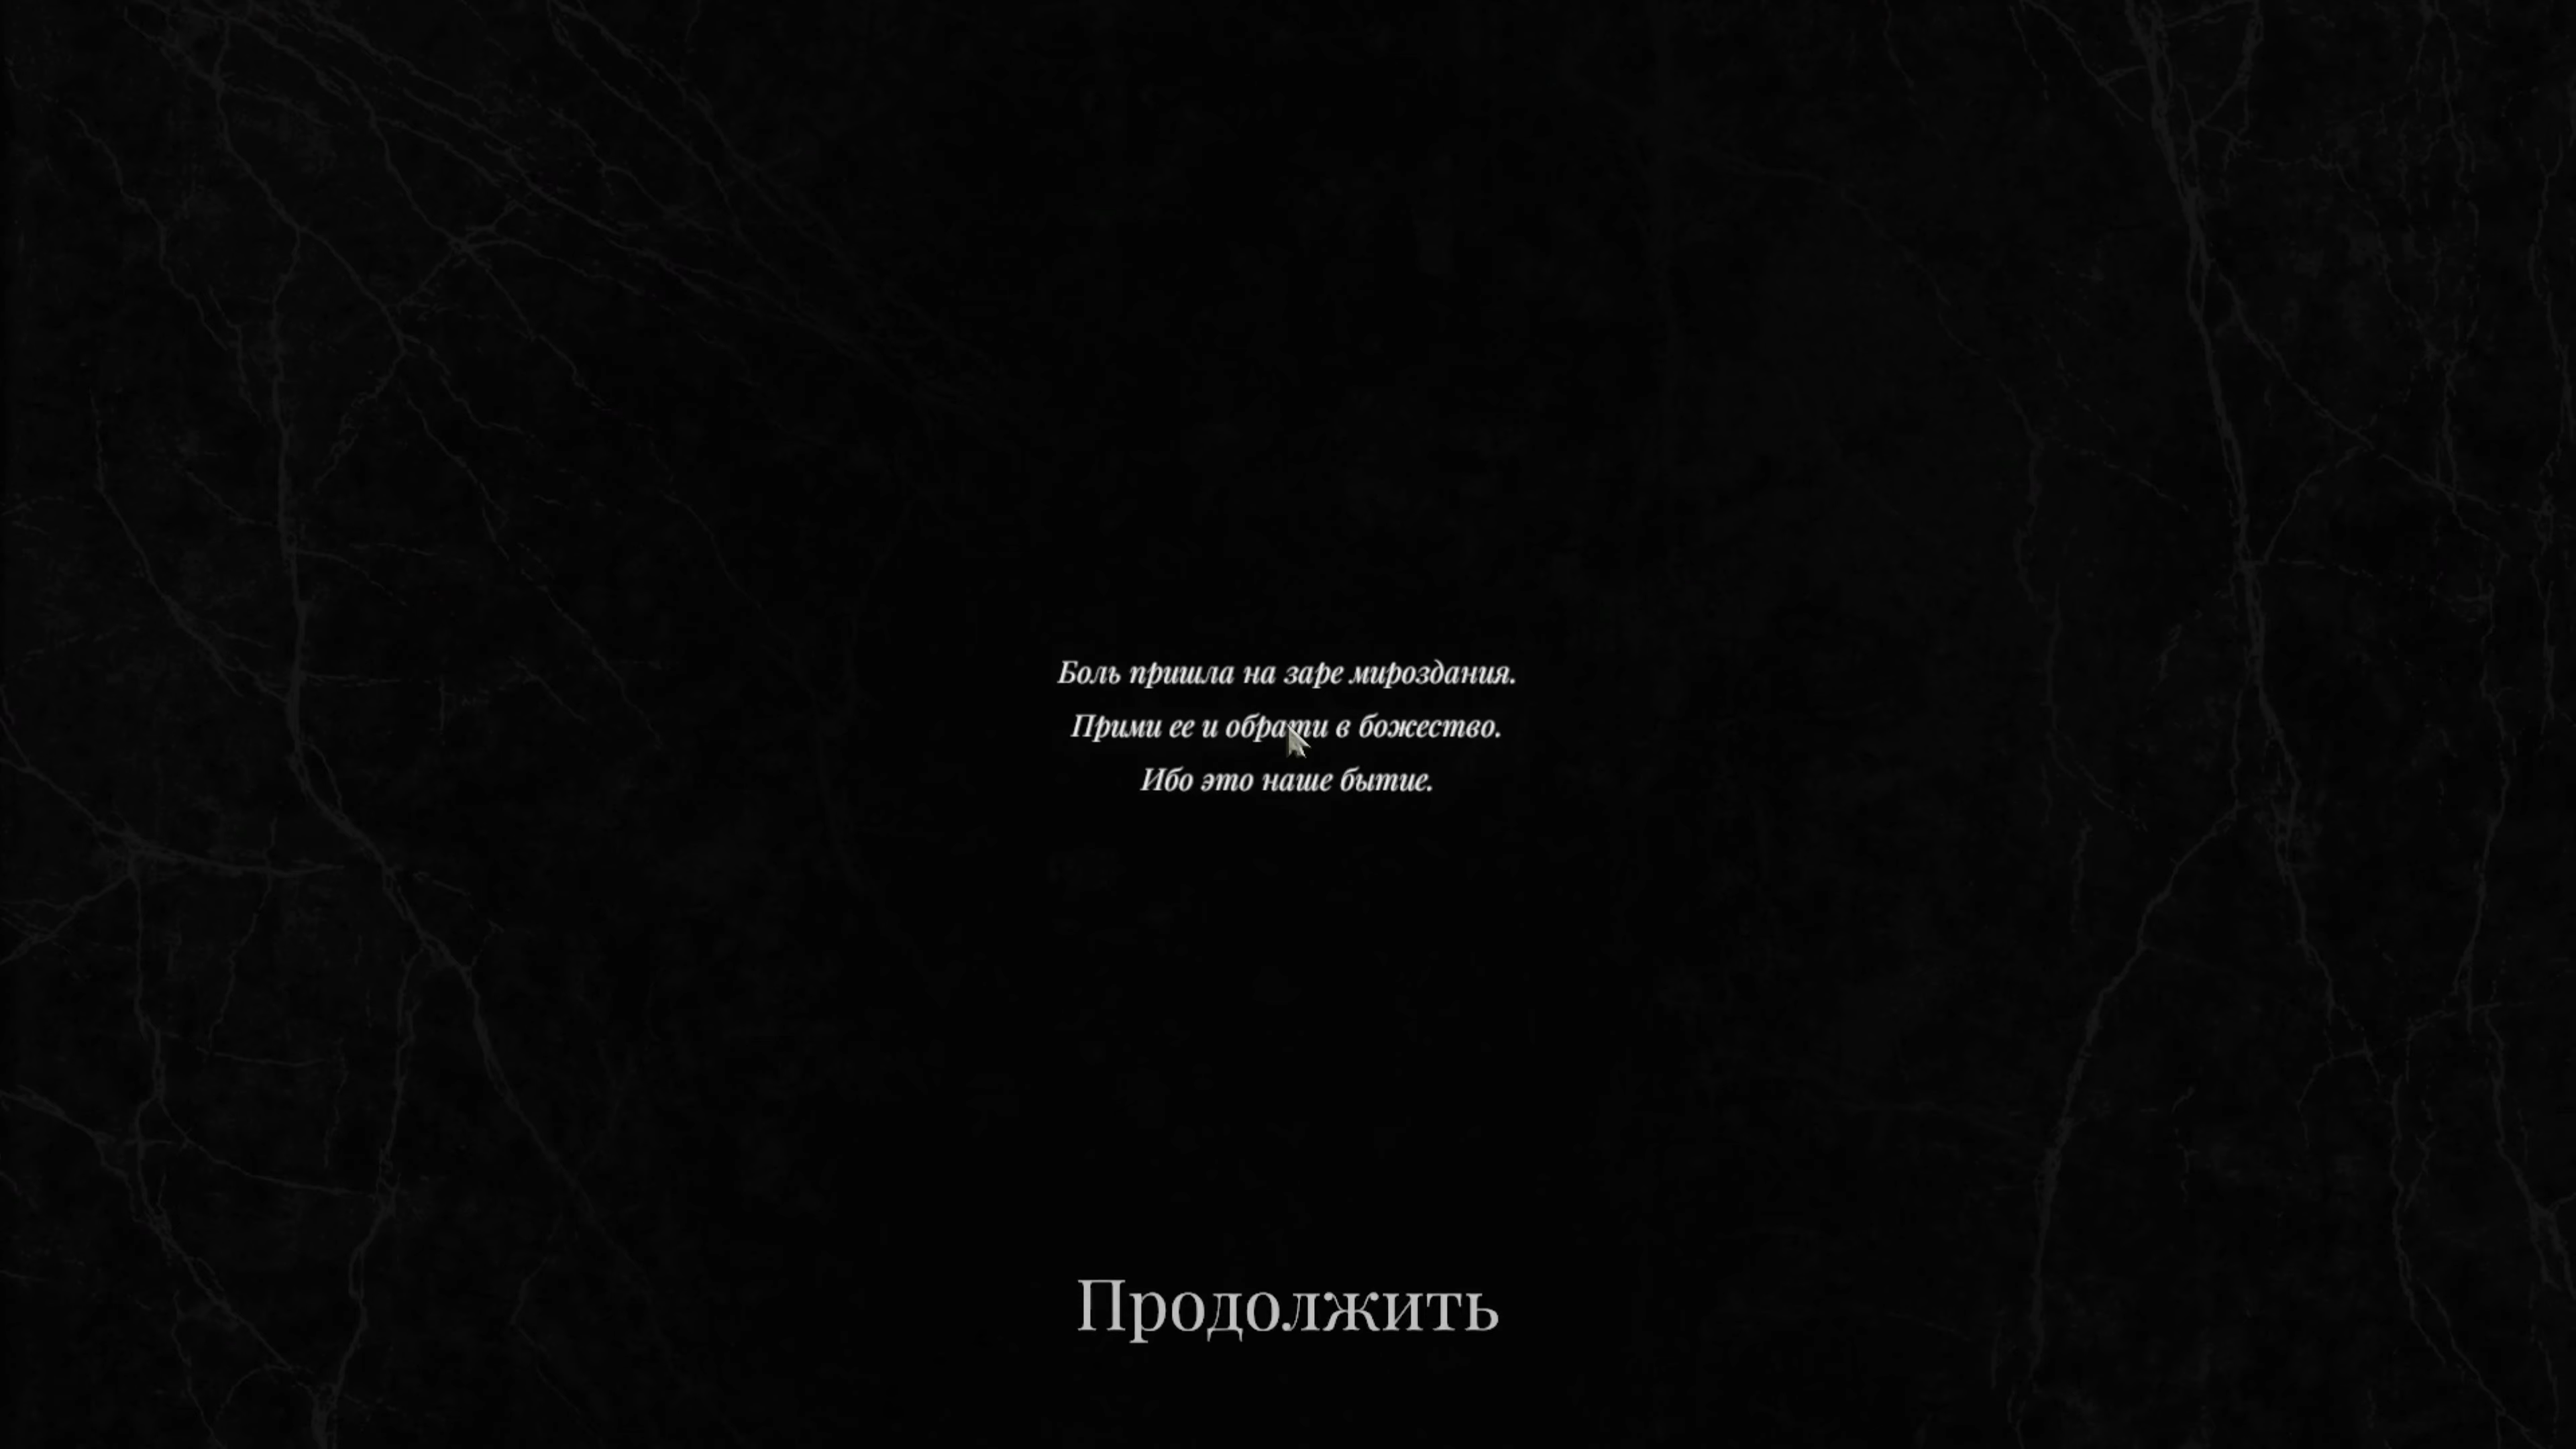 Боль пришла на заре мироздания.
Прими ее и обрати в божество.
Ибо это наше бытие.
Продолжить